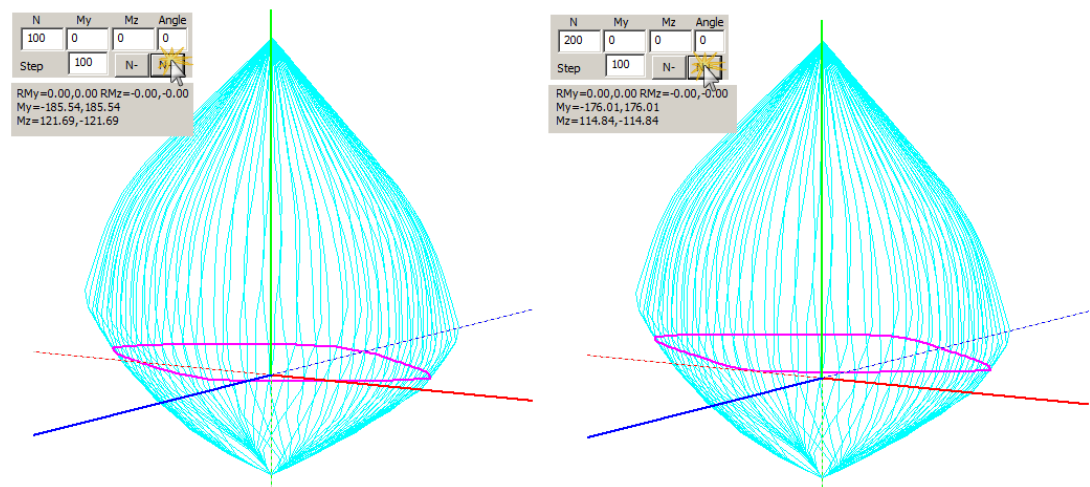 N My Mz Angle
100 0 0 0
Step 100 N-
RMy=0.00,0.00 RMz=-0.00,-0.00
My=-185.54,185.54
Mz=121.69,-121.69
N My Mz Angle
200 0 0 0
Step 100 N-
RMy=0.00,0.00 RMz=-0.00,-0.00
My=-176.01,176.01
Mz=114.84,-114.84